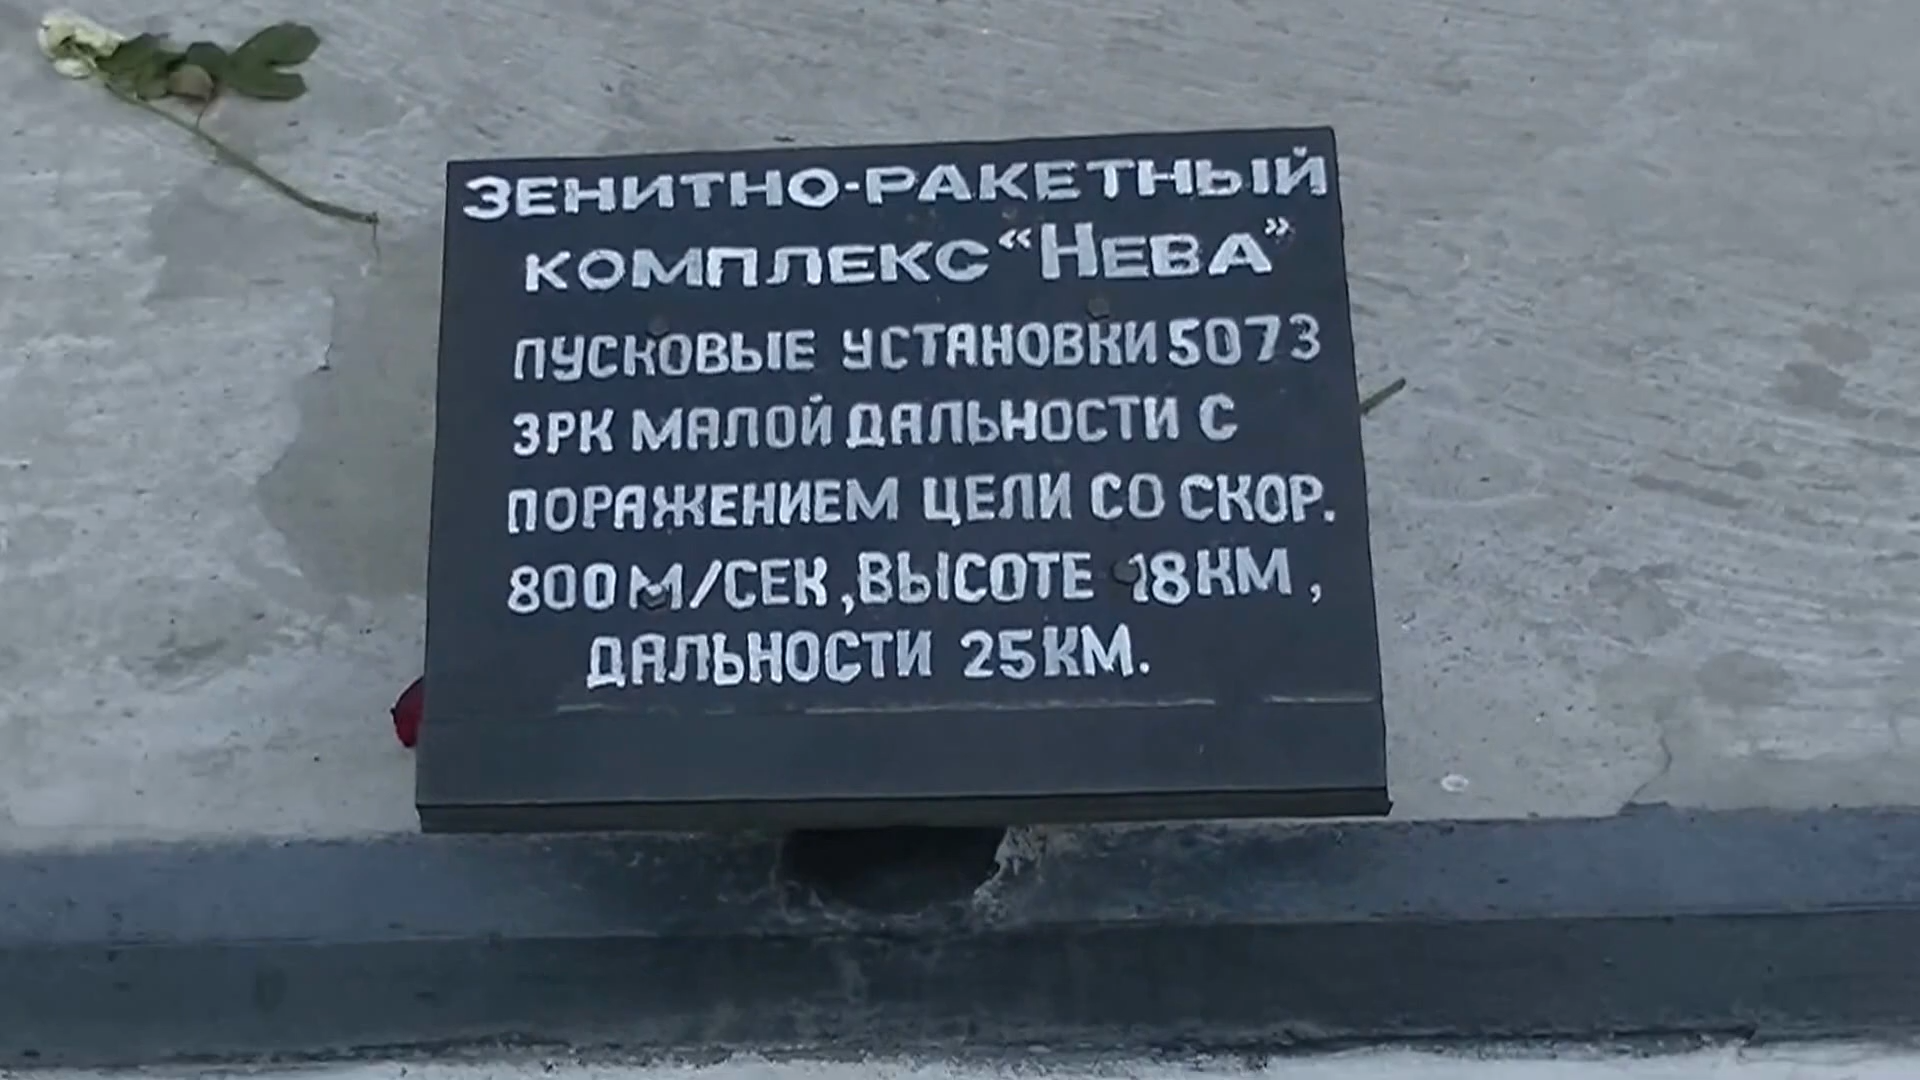 ЗЕНИТНО-РАКЕТНЫЙ
КОМПЛЕКС “НЕВА”
ПУСКОВЫЕ УСТАНОВКИ 5073
ЗРК МАЛОЙ ДАЛЬНОСТИ С
ПОРАЖЕНИЕМ ЦЕЛИ СО СКОР.
800М/СЕК, ВЫСОТЕ 18КМ,
ДАЛЬНОСТИ 25КМ.